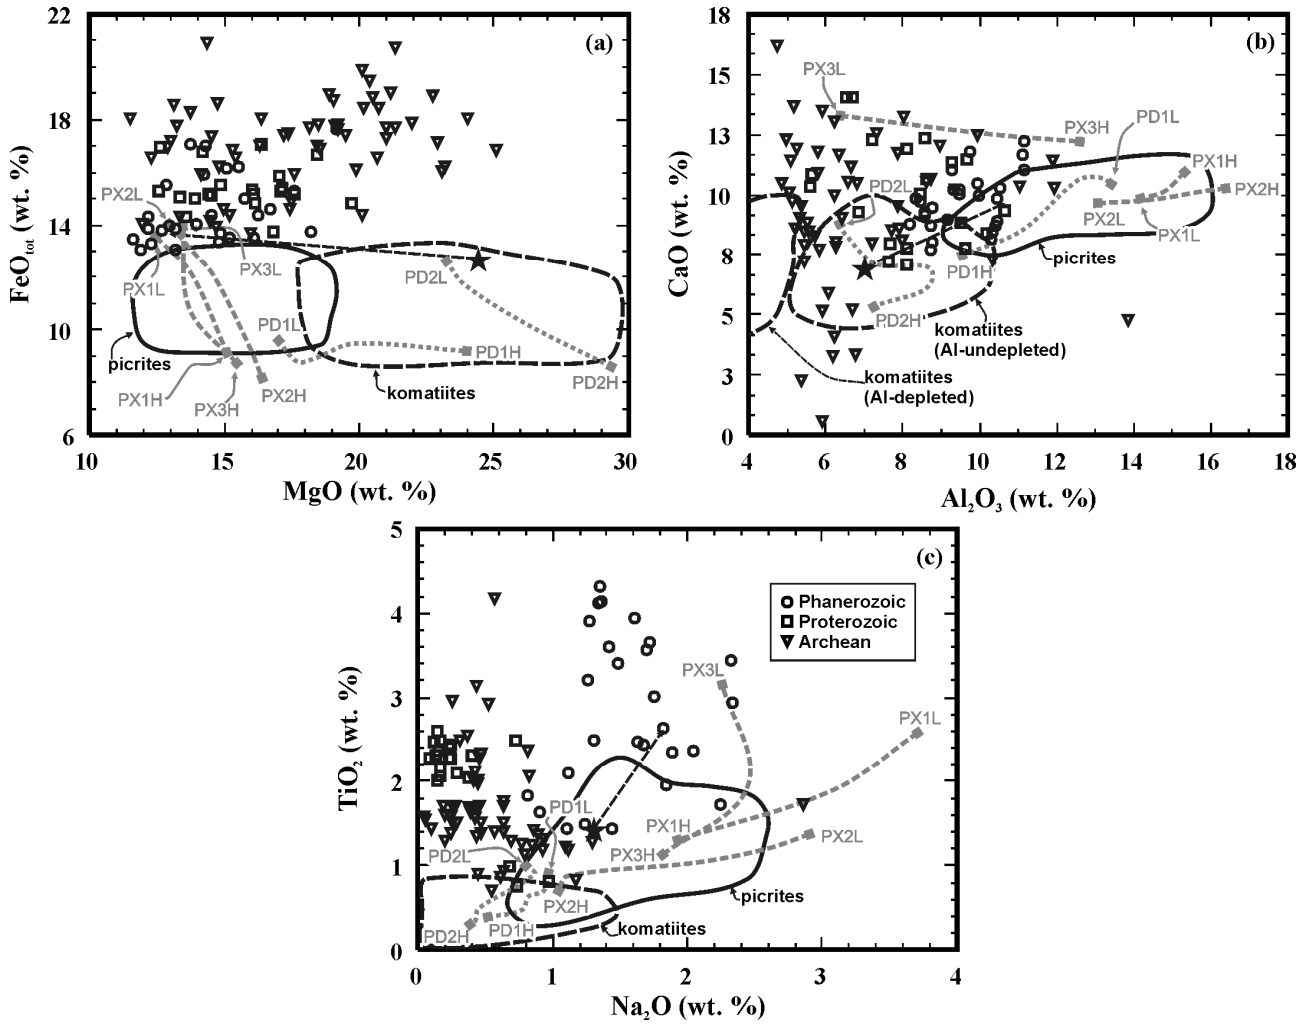 22
18
14
10
6
FeOtot (wt. %)
(a)
PX2L
PX1L
PX3L
PD2L
PD1L
PD1H
PD2H
picrites
komatiites
PX1H
PX3H
PX2H
10
15
20
25
30
MgO (wt. %)
18
15
13
10
8
5
3
0
CaO (wt. %)
(b)
PX3L
PX3H
PD1L
PX1H
PX2H
PD2L
PX2L
PX1L
picrites
PD1H
PD2H
komatiites
(Al-undepleted)
komatiites
(Al-depleted)
4
6
8
10
12
14
16
18
Al2O3 (wt. %)
5
4
3
2
1
0
TiO2 (wt. %)
(c)
Phanerozoic
Proterozoic
Archean
PX3L
PX1L
PD1L
PX1H
PX2L
PX3H
PD2L
PX2H
picrites
PD2H
PD1H
komatiites
0
1
2
3
4
Na2O (wt. %)